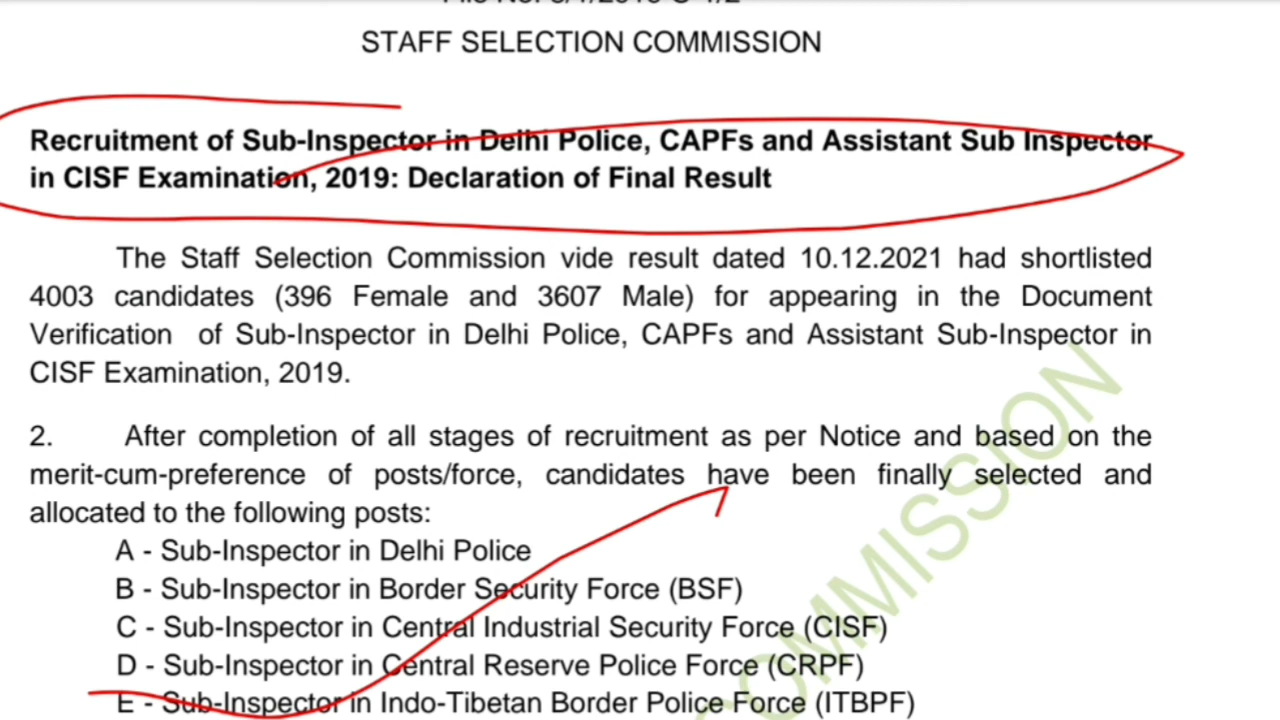 STAFF SELECTION COMMISSION
Recruitment of Sub-Inspector in Delhi Police, CAPFs and Assistant Sub Inspector
in CISF Examination, 2019: Declaration of Final Result
The Staff Selection Commission vide result dated 10.12.2021 had shortlisted
4003 candidates (396 Female and 3607 Male) for appearing in the Document
Verification of Sub-Inspector in Delhi Police, CAPFs and Assistant Sub-Inspector in
CISF Examination, 2019.
2. After completion of all stages of recruitment as per Notice and based on the
merit-cum-preference of posts/force, candidates have been finally selected and
allocated to the following posts:
A - Sub-Inspector in Delhi Police
B - Sub-Inspector in Border Security Force (BSF)
C - Sub-Inspector in Central Industrial Security Force (CISF)
D - Sub-Inspector in Central Reserve Police Force (CRPF)
E - Sub-Inspector in Indo-Tibetan Border Police Force (ITBPF)
COMMISSION